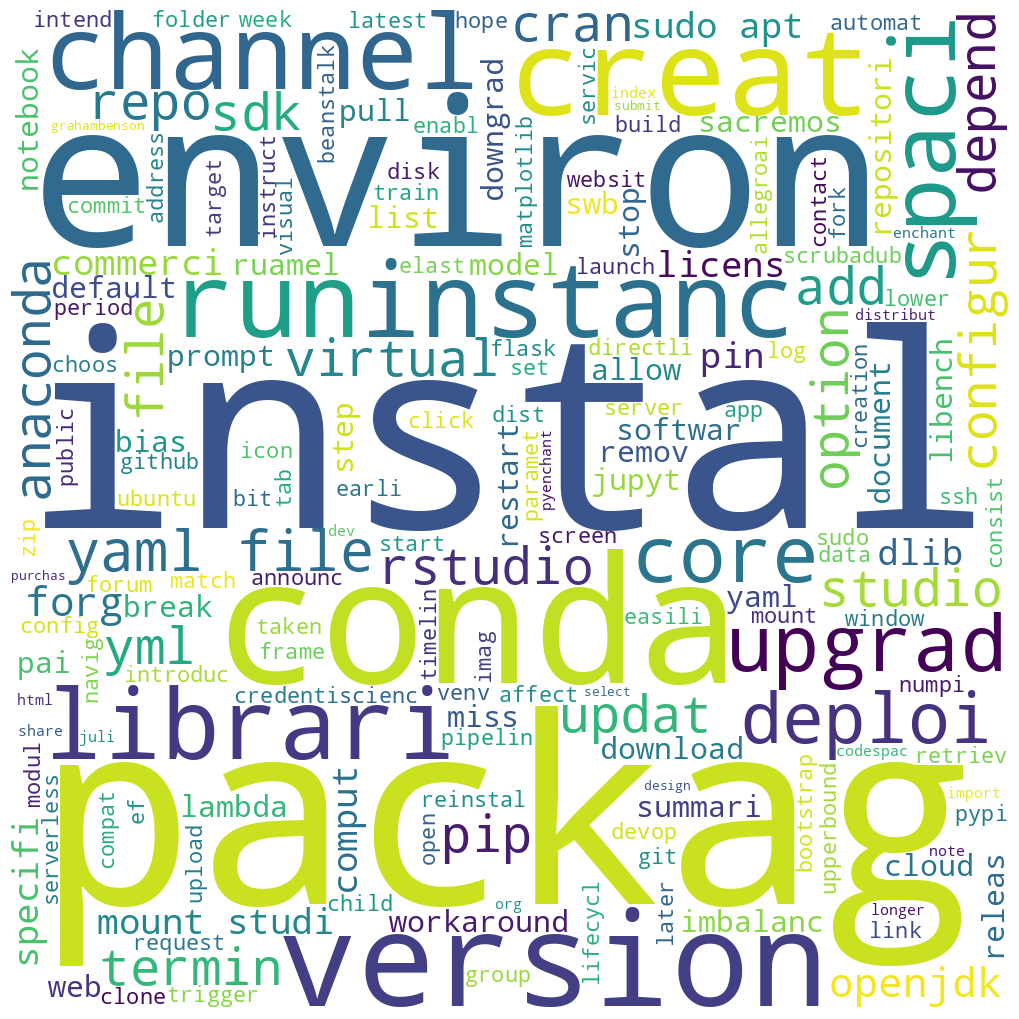 intend folder week latest hope cran sudo apt automat
channel creat
notebook repo sdk beanstalk pull enabl downgrad servic index submit build sacremos repositori spaci depend
grahambenson
environ
commit address target instruct visual disk train list matplotlib websit swb stop allegroai contact fork enchant
commerci ruamel elast model launch licens scrubadub
anaconda default period file run instanc add lower distribut configur
choos prompt virtual flask set directli allow pin log option creation document libench
instal
public bias github icon step click dist server softwar app
ubuntu bit tab earli restart paramet pyenchant remov jupyt ssh consist
zip yaml file dev start screen core sudo data dlib
purchas forum match announc rstudio studio
forg break conda yaml mount window
config yml taken frame timelin imag easili upgrad
pai navig introduc numpi
html credentiscienc venv affect select
share juli librari miss pipelin updat download deploi codespac retriev
modul packag design import
serverless compat ef lambda comput reinstal summari bootstrap upperbound pypi
specifi upload open pip devop git cloud note releas
child org longer
mount studi workaround lifecycl later imbalanc link
request version
termin group openjdk
web clone trigger